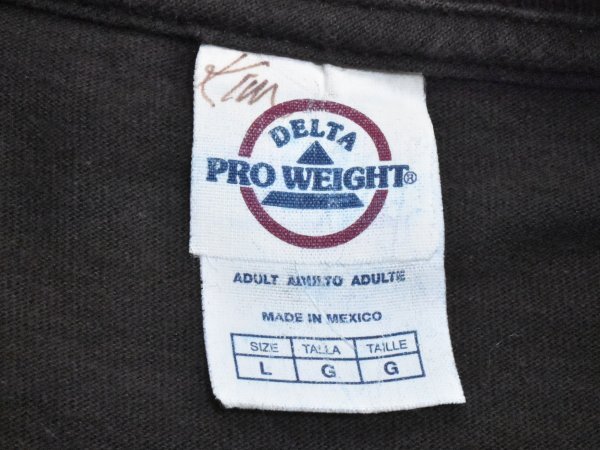 Kim
DELTA
PRO WEIGHT®
ADULT ADULTO ADULTE
MADE IN MEXICO
SIZE TALLA TAILLE
L G G